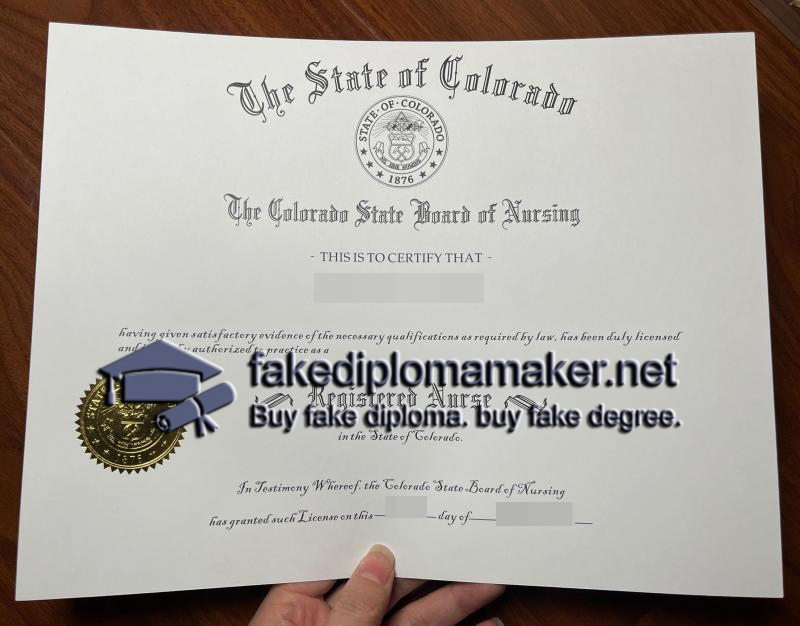 The State of Colorado
STATE·OF·COLORADO
1876
The Colorado State Board of Nursing
- THIS IS TO CERTIFY THAT -
having given satisfactory evidence of the necessary qualifications as required by law, has been duly licensed
and authorized to practice as a
fakediplomamaker.net
Registered Nurse
Buy fake diploma. buy fake degree.
1876
in the State of Colorado.
In Testimony Whereof, the Colorado State Board of Nursing
has granted such License on this day of